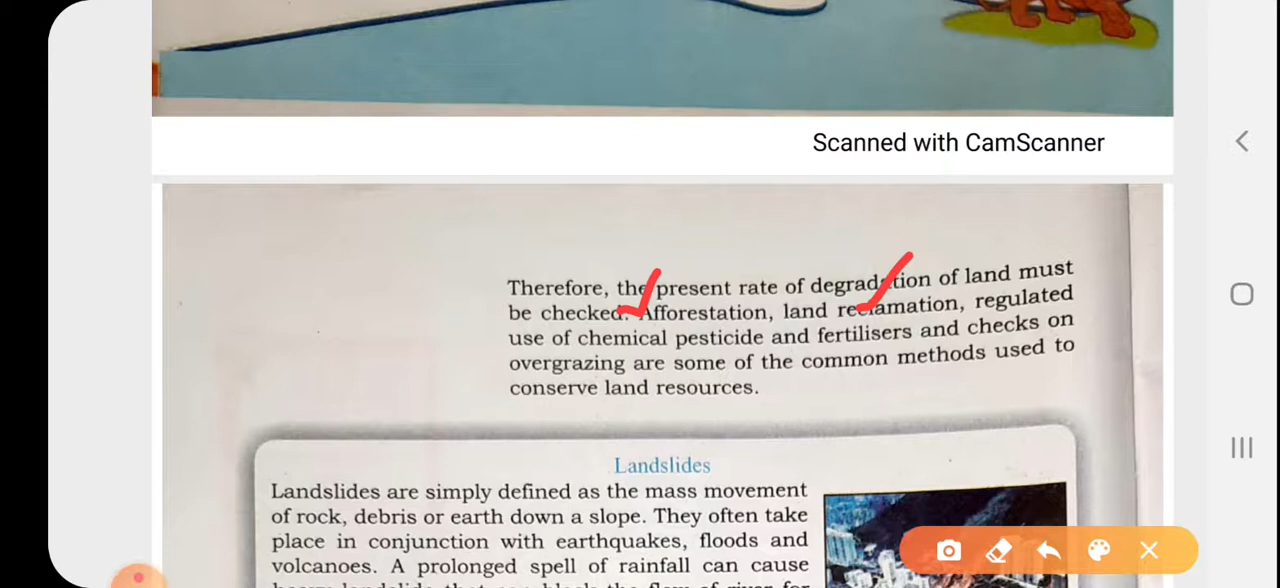 Scanned with CamScanner
Therefore, the present rate of degradation of land must
be checked. Afforestation, land reclamation, regulated
use of chemical pesticide and fertilisers and checks on
overgrazing are some of the common methods used to
conserve land resources.
Landslides
Landslides are simply defined as the mass movement
of rock, debris or earth down a slope. They often take
place in conjunction with earthquakes, floods and
volcanoes. A prolonged spell of rainfall can cause